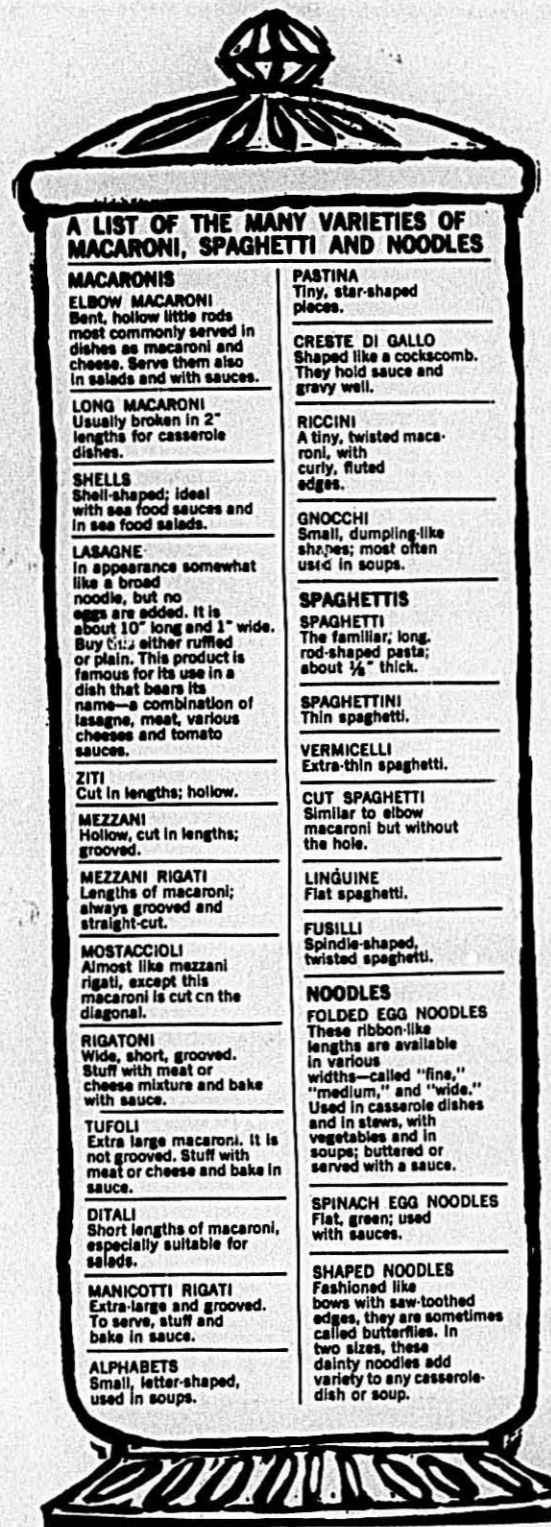 A LIST OF THE MANY VARIETIES OF
MACARONI, SPAGHETTI AND NOODLES
MACARONIS
ELBOW MACARONI
Bent, hollow little rods
most commonly served in
dishes as macaroni and
cheese. Serve them also
in salads and with sauces.
LONG MACARONI
Usually broken in 2"
lengths for casserole
dishes.
SHELLS
Shell-shaped; ideal
with sea food sauces and
in sea food salads.
LASAGNE
In appearance somewhat
like a broad
noodle, but no
eggs are added. It is
about 10" long and 1" wide.
Buy this either ruffled
or plain. This product is
famous for its use in a
dish that bears its
name—a combination of
lasagne, meat, various
cheeses and tomato
sauces.
ZITI
Cut in lengths; hollow.
MEZZANI
Hollow, cut in lengths;
grooved.
MEZZANI RIGATI
Lengths of macaroni;
always grooved and
straight-cut.
MOSTACCIOLI
Almost like mezzani
rigati, except this
macaroni is cut on the
diagonal.
RIGATONI
Wide, short, grooved.
Stuff with meat or
cheese mixture and bake
with sauce.
TUFOLI
Extra large macaroni. It is
not grooved. Stuff with
meat or cheese and bake in
sauce.
DITALI
Short lengths of macaroni,
especially suitable for
salads.
MANICOTTI RIGATI
Extra-large and grooved.
To serve, stuff and
bake in sauce.
ALPHABETS
Small, letter-shaped,
used in soups.
PASTINA
Tiny, star-shaped
pieces.
CRESTE DI GALLO
Shaped like a cockscomb.
They hold sauce and
gravy well.
RICCINI
A tiny, twisted maca-
roni, with
curly, fluted
edges.
GNOCCHI
Small, dumpling-like
shapes; most often
used in soups.
SPAGHETTIS
SPAGHETTI
The familiar, long,
rod-shaped pasta;
about ⅛" thick.
SPAGHETTINI
Thin spaghetti.
VERMICELLI
Extra-thin spaghetti.
CUT SPAGHETTI
Similar to elbow
macaroni but without
the hole.
LINGUINE
Flat spaghetti.
FUSILLI
Spindle-shaped,
twisted spaghetti.
NOODLES
FOLDED EGG NOODLES
These ribbon-like
lengths are available
in various
widths—called "fine,"
"medium," and "wide."
Used in casserole dishes
and in stews, with
vegetables and in
soups; buttered or
served with a sauce.
SPINACH EGG NOODLES
Flat, green; used
with sauces.
SHAPED NOODLES
Fashioned like
bows with saw-toothed
edges, they are sometimes
called butterflies. In
two sizes, these
dainty noodles add
variety to any casserole-
dish or soup.